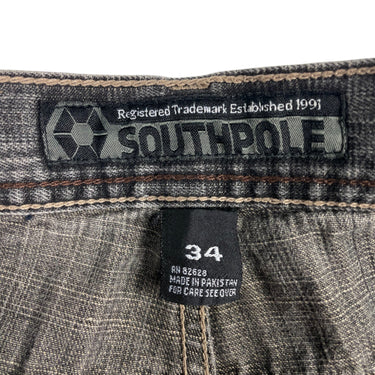 Registered Trademark Established 1991
SOUTHPOLE
34
RN 82628
MADE IN PAKISTAN
FOR CARE SEE OVER